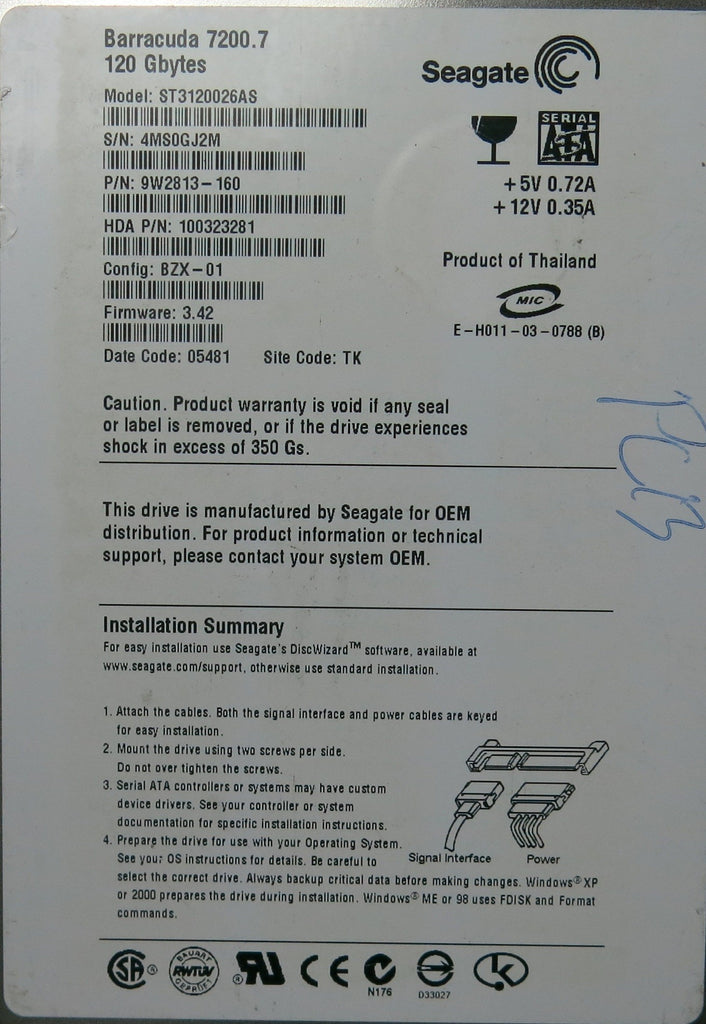 Barracuda 7200.7
120 Gbytes
Seagate
Model: ST3120026AS
S/N: 4MS0GJ2M
SERIAL
ATA
P/N: 9W2813-160
+5V 0.72A
+12V 0.35A
HDA P/N: 100323281
Product of Thailand
Config: BZX-01
MIC
Firmware: 3.42
E-H011-03-0788 (B)
Date Code: 05481 Site Code: TK
Caution. Product warranty is void if any seal
or label is removed, or if the drive experiences
shock in excess of 350 Gs.
PCB
This drive is manufactured by Seagate for OEM
distribution. For product information or technical
support, please contact your system OEM.
Installation Summary
For easy installation use Seagate's DiscWizard™ software, available at
www.seagate.com/support, otherwise use standard installation.
1. Attach the cables. Both the signal interface and power cables are keyed
for easy installation.
2. Mount the drive using two screws per side.
Do not over tighten the screws.
3. Serial ATA controllers or systems may have custom
device drivers. See your controller or system
documentation for specific installation instructions.
4. Prepare the drive for use with your Operating System.
See your OS instructions for details. Be careful to
select the correct drive. Always backup critical data before making changes. Windows® XP
or 2000 prepares the drive during installation. Windows® ME or 98 uses FDISK and Format
commands.
Signal Interface Power
BAUART
RWTÜV
GEPRÜFT
CE
N176
D33027